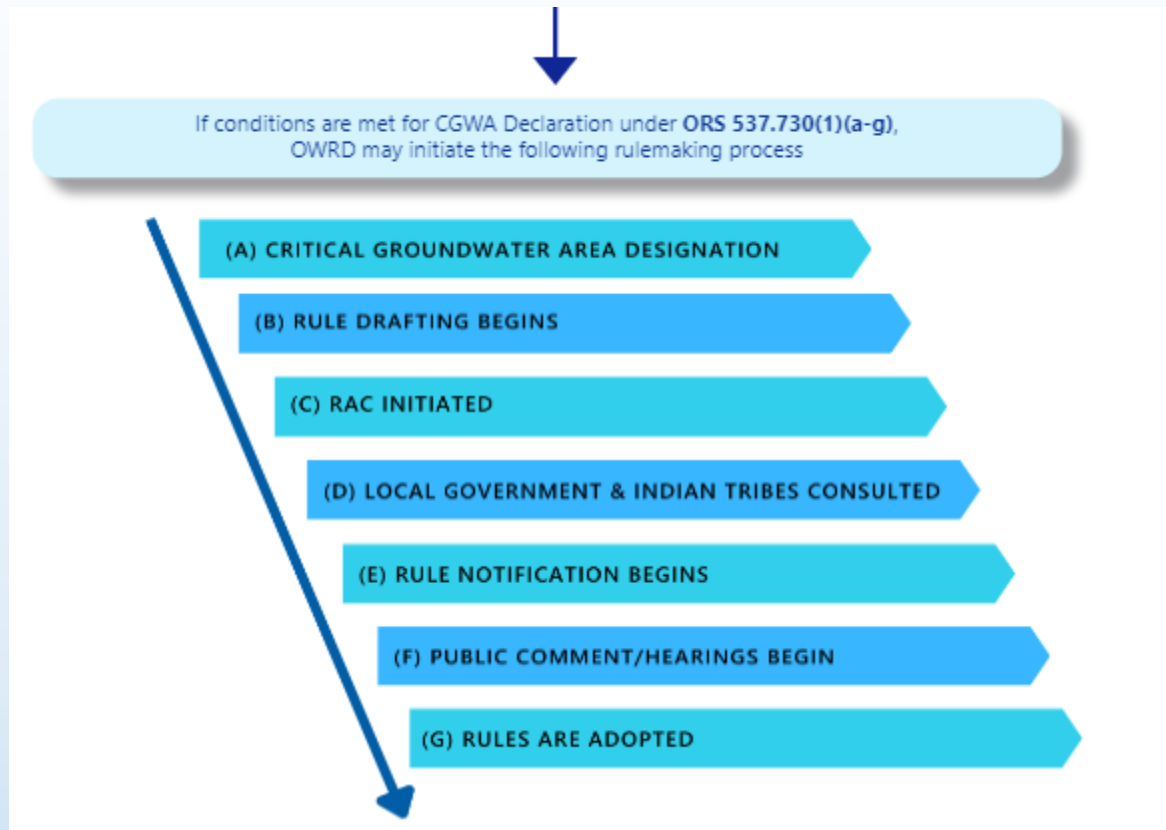 If conditions are met for CGWA Declaration under ORS 537.730(1)(a-g),
OWRD may initiate the following rulemaking process
(A) CRITICAL GROUNDWATER AREA DESIGNATION
(B) RULE DRAFTING BEGINS
(C) RAC INITIATED
(D) LOCAL GOVERNMENT & INDIAN TRIBES CONSULTED
(E) RULE NOTIFICATION BEGINS
(F) PUBLIC COMMENT/HEARINGS BEGIN
(G) RULES ARE ADOPTED